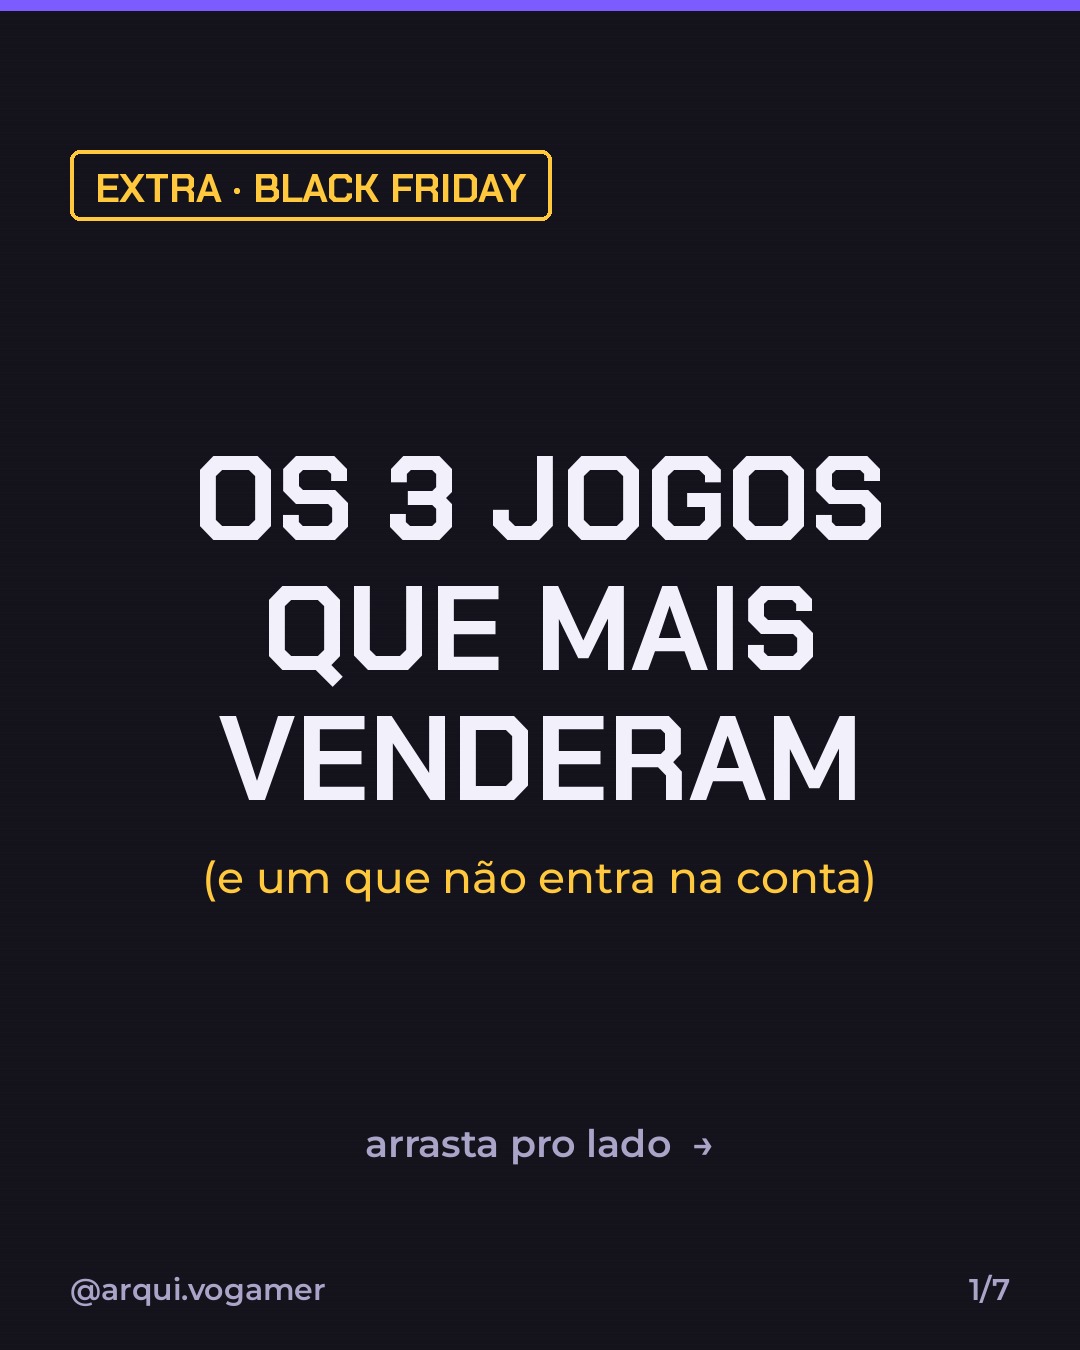 EXTRA · BLACK FRIDAY
OS 3 JOGOS
QUE MAIS
VENDERAM
(e um que não entra na conta)
arrasta pro lado →
@arqui.vogamer
1/7